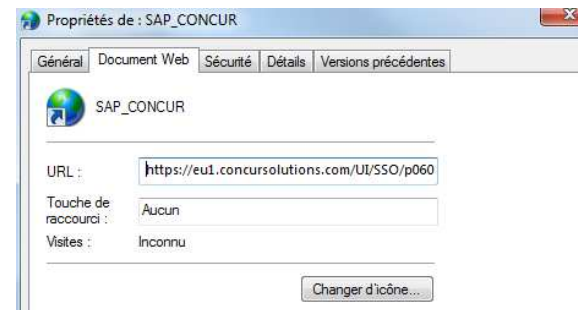 Propriétés de : SAP_CONCUR
Général Document Web Sécurité Détails Versions précédentes
SAP_CONCUR
URL : https://eu1.concursolutions.com/UI/SSO/p060
Touche de
raccourci : Aucun
Visites : Inconnu
Changer d'icône...